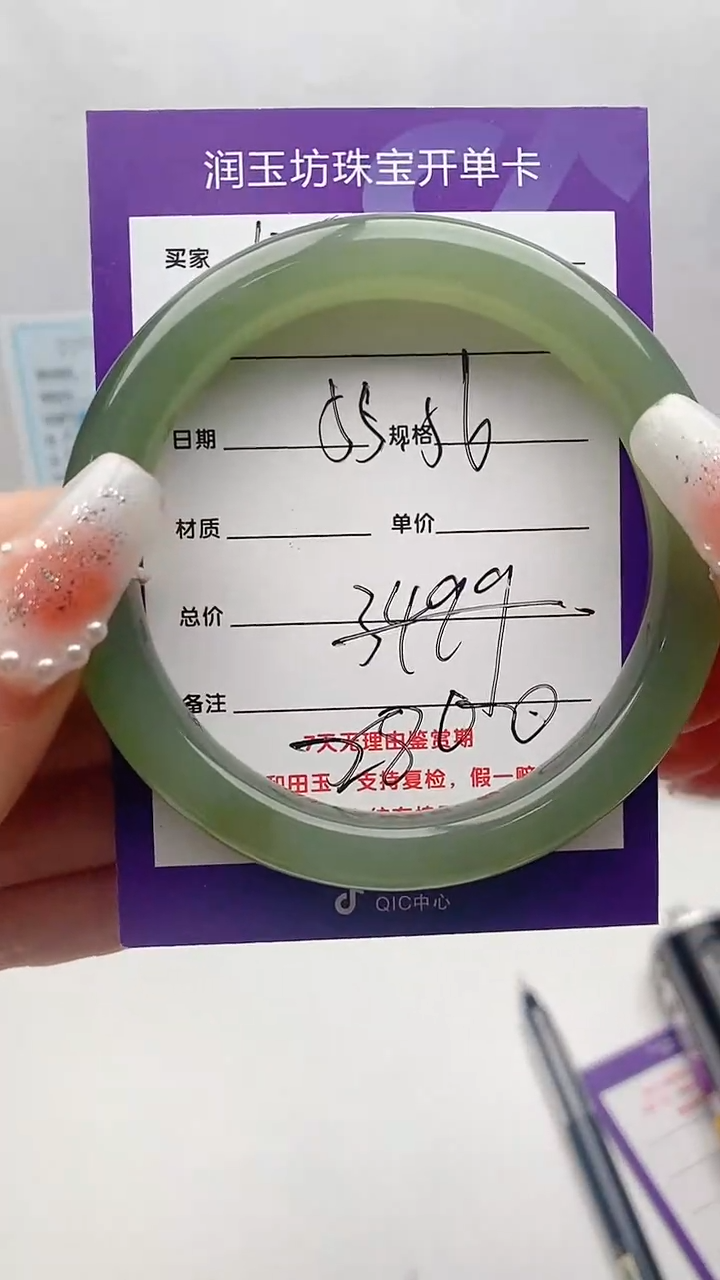 润玉坊珠宝开单卡
买家
日期 55 规格 56
材质 单价
总价 3499
备注 2800
7天无理由鉴赏期
和田玉 支持复检，假一赔
QIC中心